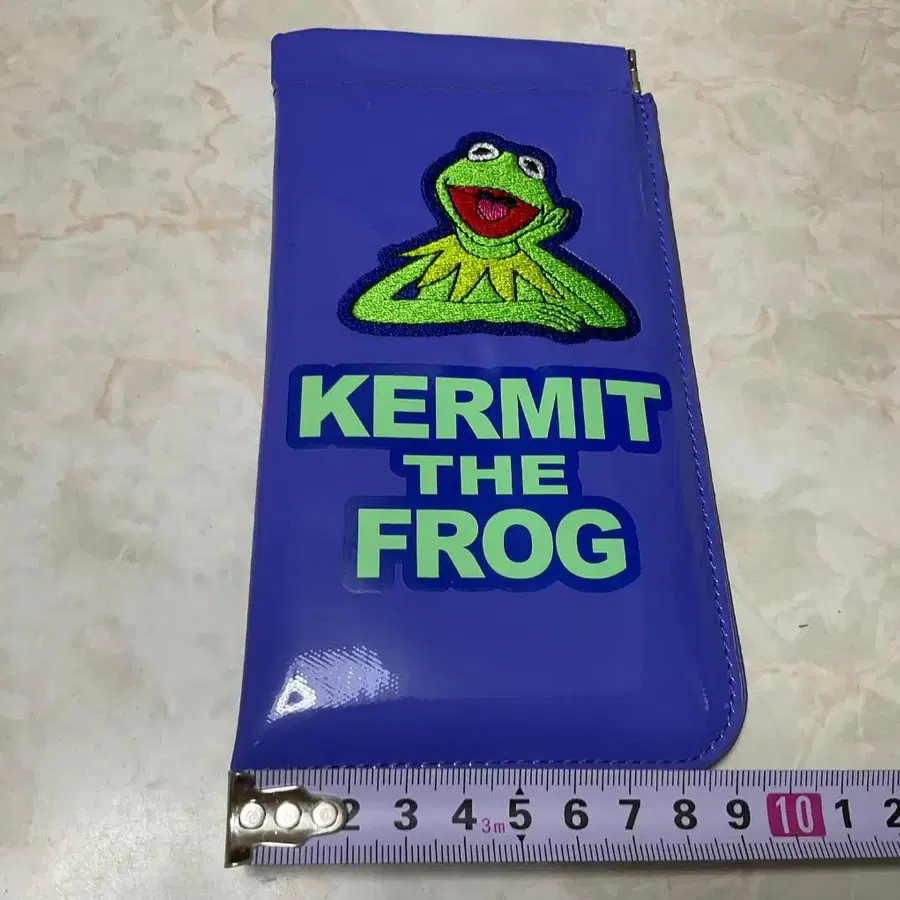 KERMIT
THE
FROG
2 3 4 3m 5 6 7 8 9 10 1 2